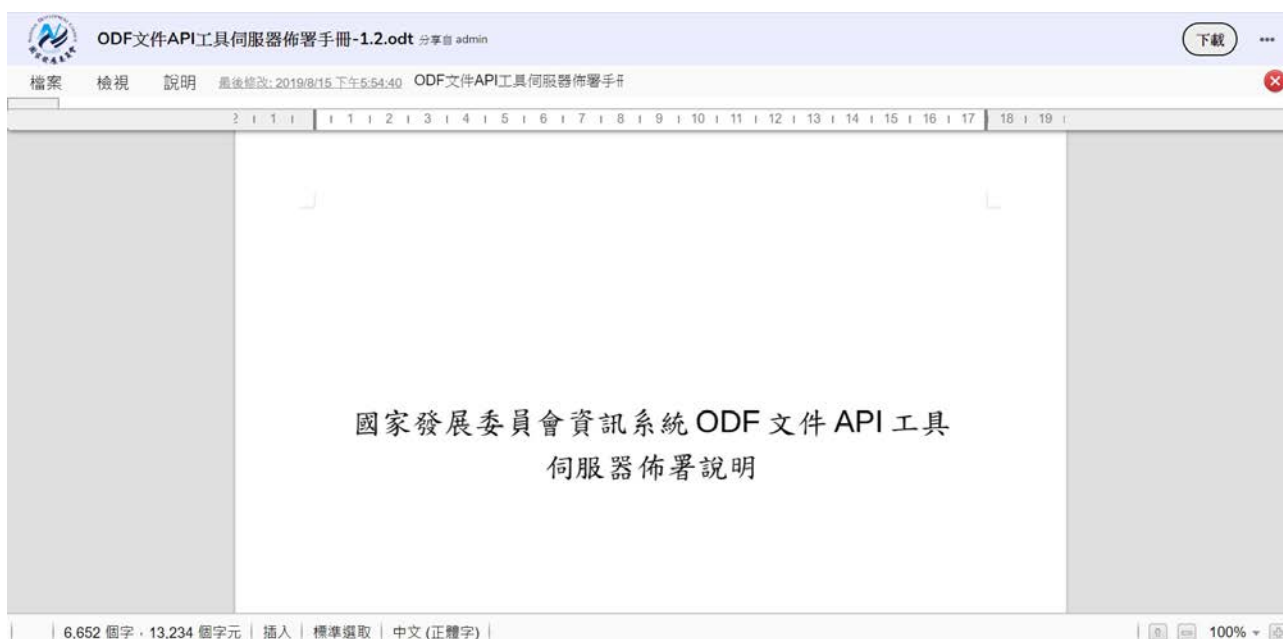 ODF文件API工具伺服器佈署手冊-1.2.odt 分享自 admin
下載
檔案 檢視 說明 最後修改: 2019/8/15 下午5:54:40 ODF文件API工具伺服器佈署手冊
2 1 1 2 3 4 5 6 7 8 9 10 11 12 13 14 15 16 17 18 19
國家發展委員會資訊系統 ODF 文件 API 工具
伺服器佈署說明
6,652 個字，13,234 個字元 插入 標準選取 中文 (正體字) 100%